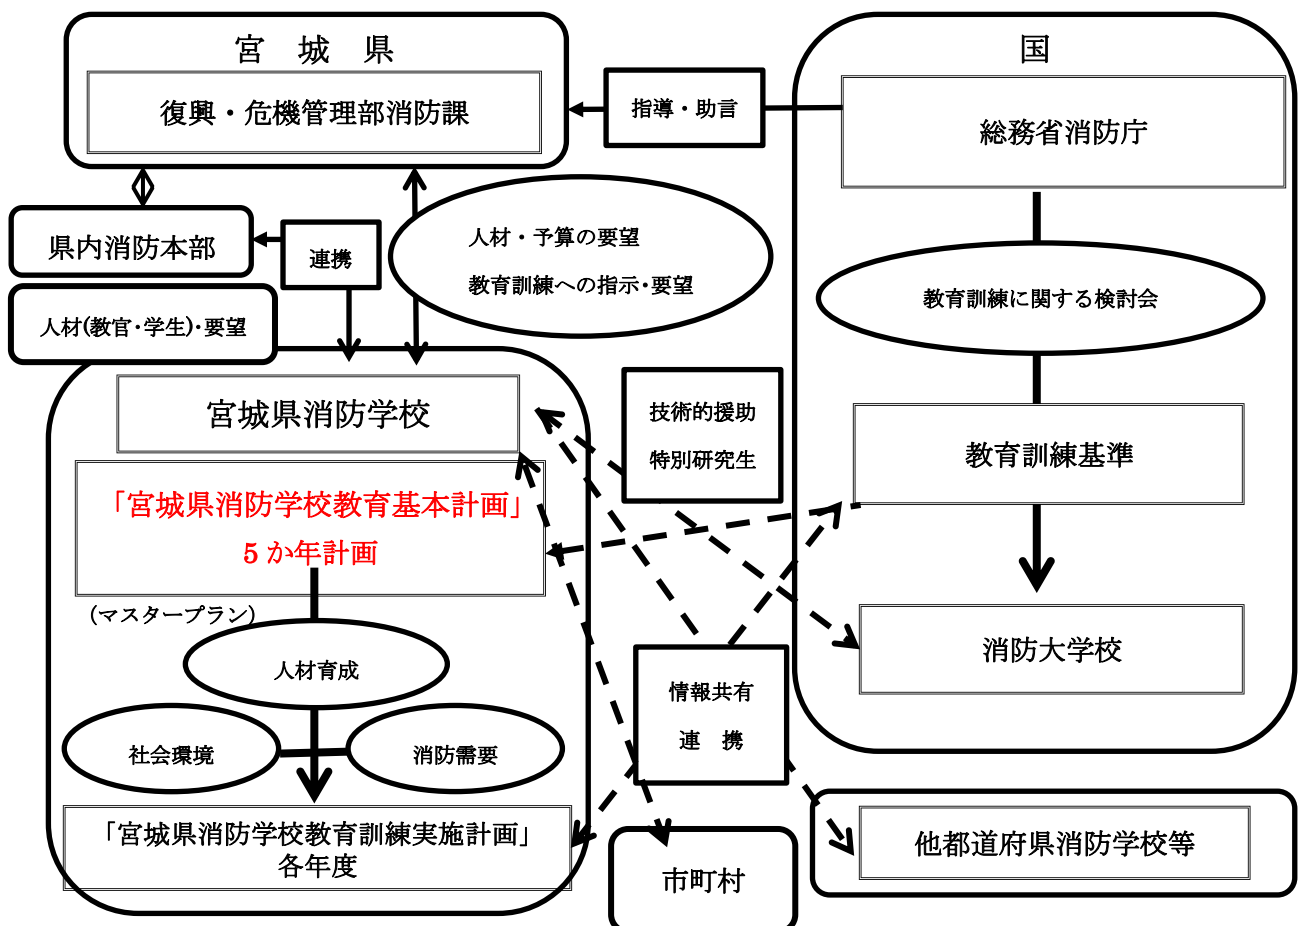 宮　城　県
復興・危機管理部消防課
指導・助言
国
総務省消防庁
県内消防本部
連携
人材・予算の要望
教育訓練への指示・要望
教育訓練に関する検討会
人材(教官・学生)・要望
宮城県消防学校
技術的援助
特別研究生
教育訓練基準
「宮城県消防学校教育基本計画」
５か年計画
(マスタープラン)
人材育成
消防大学校
情報共有
連　携
社会環境
消防需要
「宮城県消防学校教育訓練実施計画」
各年度
市町村
他都道府県消防学校等